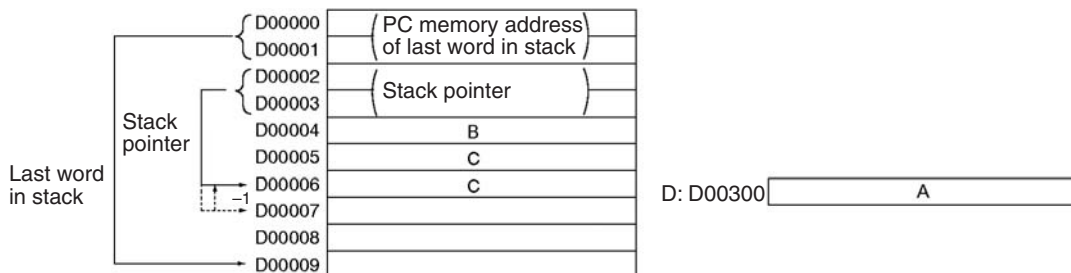 D00000
D00001
PC memory address
of last word in stack
D00002
D00003
Stack pointer
Stack
pointer
D00004 B
D00005 C
Last word
in stack
D00006 C
–1
D00007
D00008
D00009
D: D00300 A